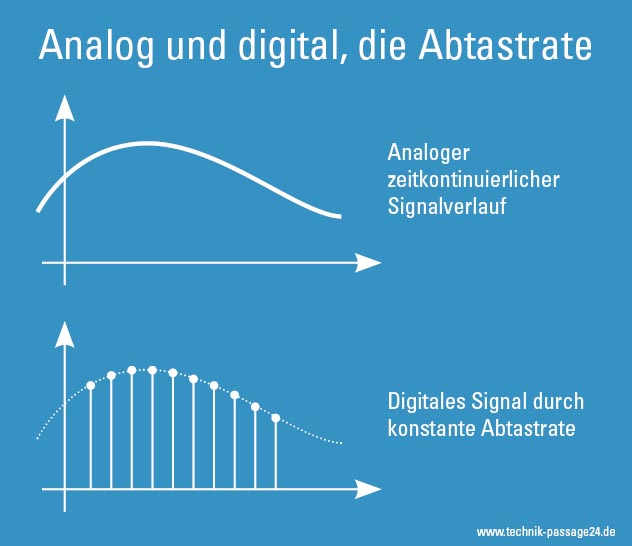 Analog und digital, die Abtastrate
Analoger
zeitkontinuierlicher
Signalverlauf
Digitales Signal durch
konstante Abtastrate
www.technik-passage24.de